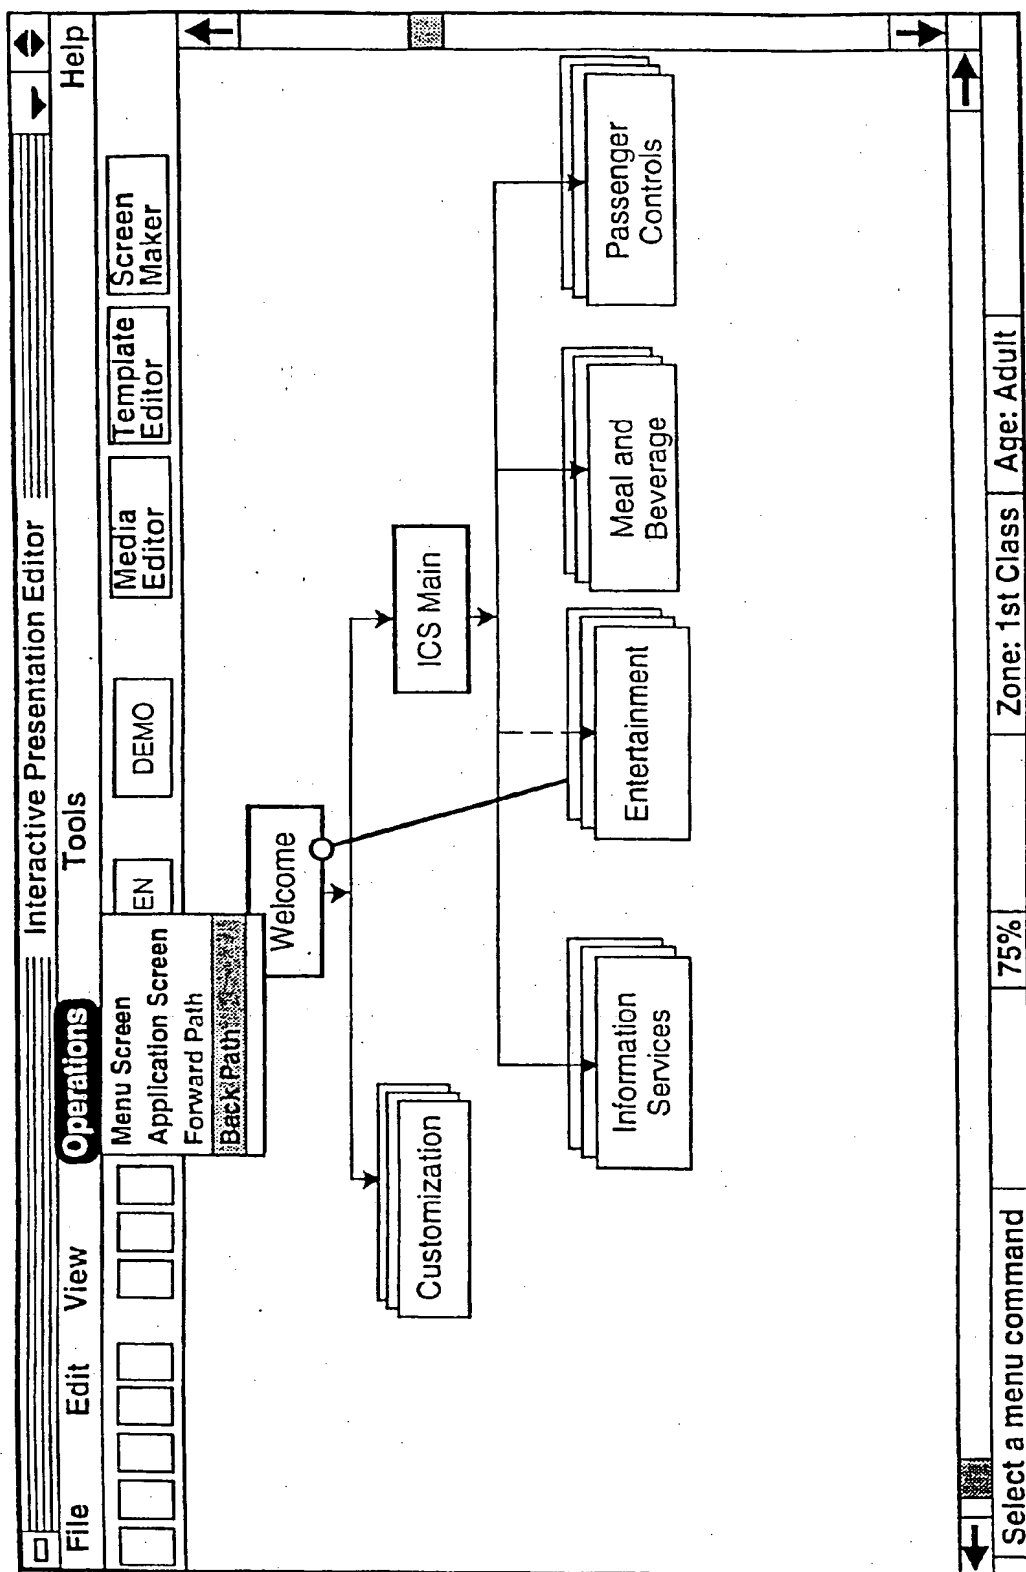 Interactive Presentation Editor
File Edit View Operations Tools Help
EN DEMO
Media
Editor
Template
Editor
Screen
Maker
Menu Screen
Application Screen
Forward Path
Back Path
Welcome
Customization
ICS Main
Information
Services
Entertainment
Meal and
Beverage
Passenger
Controls
Select a menu command 75% Zone: 1st Class Age: Adult